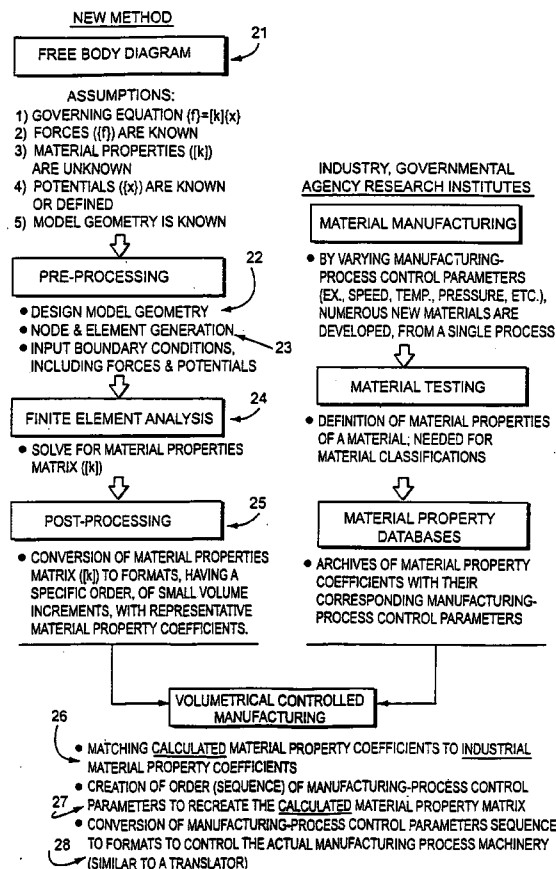 NEW METHOD
21
FREE BODY DIAGRAM
ASSUMPTIONS:
1) GOVERNING EQUATION {f}=[k]{x}
2) FORCES ({f}) ARE KNOWN
3) MATERIAL PROPERTIES ([k])
ARE UNKNOWN
4) POTENTIALS ({x}) ARE KNOWN
OR DEFINED
5) MODEL GEOMETRY IS KNOWN
22
PRE-PROCESSING
• DESIGN MODEL GEOMETRY
• NODE & ELEMENT GENERATION
23
• INPUT BOUNDARY CONDITIONS,
INCLUDING FORCES & POTENTIALS
24
FINITE ELEMENT ANALYSIS
• SOLVE FOR MATERIAL PROPERTIES
MATRIX ([k])
25
POST-PROCESSING
• CONVERSION OF MATERIAL PROPERTIES
MATRIX ([k]) TO FORMATS, HAVING A
SPECIFIC ORDER, OF SMALL VOLUME
INCREMENTS, WITH REPRESENTATIVE
MATERIAL PROPERTY COEFFICIENTS.
INDUSTRY, GOVERNMENTAL
AGENCY RESEARCH INSTITUTES
MATERIAL MANUFACTURING
• BY VARYING MANUFACTURING-
PROCESS CONTROL PARAMETERS
(EX., SPEED, TEMP., PRESSURE, ETC.),
NUMEROUS NEW MATERIALS ARE
DEVELOPED, FROM A SINGLE PROCESS
MATERIAL TESTING
• DEFINITION OF MATERIAL PROPERTIES
OF A MATERIAL; NEEDED FOR
MATERIAL CLASSIFICATIONS
MATERIAL PROPERTY
DATABASES
• ARCHIVES OF MATERIAL PROPERTY
COEFFICIENTS WITH THEIR
CORRESPONDING MANUFACTURING-
PROCESS CONTROL PARAMETERS
VOLUMETRICAL CONTROLLED
MANUFACTURING
26
• MATCHING CALCULATED MATERIAL PROPERTY COEFFICIENTS TO INDUSTRIAL
MATERIAL PROPERTY COEFFICIENTS
• CREATION OF ORDER (SEQUENCE) OF MANUFACTURING-PROCESS CONTROL
27
PARAMETERS TO RECREATE THE CALCULATED MATERIAL PROPERTY MATRIX
• CONVERSION OF MANUFACTURING-PROCESS CONTROL PARAMETERS SEQUENCE
28
TO FORMATS TO CONTROL THE ACTUAL MANUFACTURING PROCESS MACHINERY
(SIMILAR TO A TRANSLATOR)